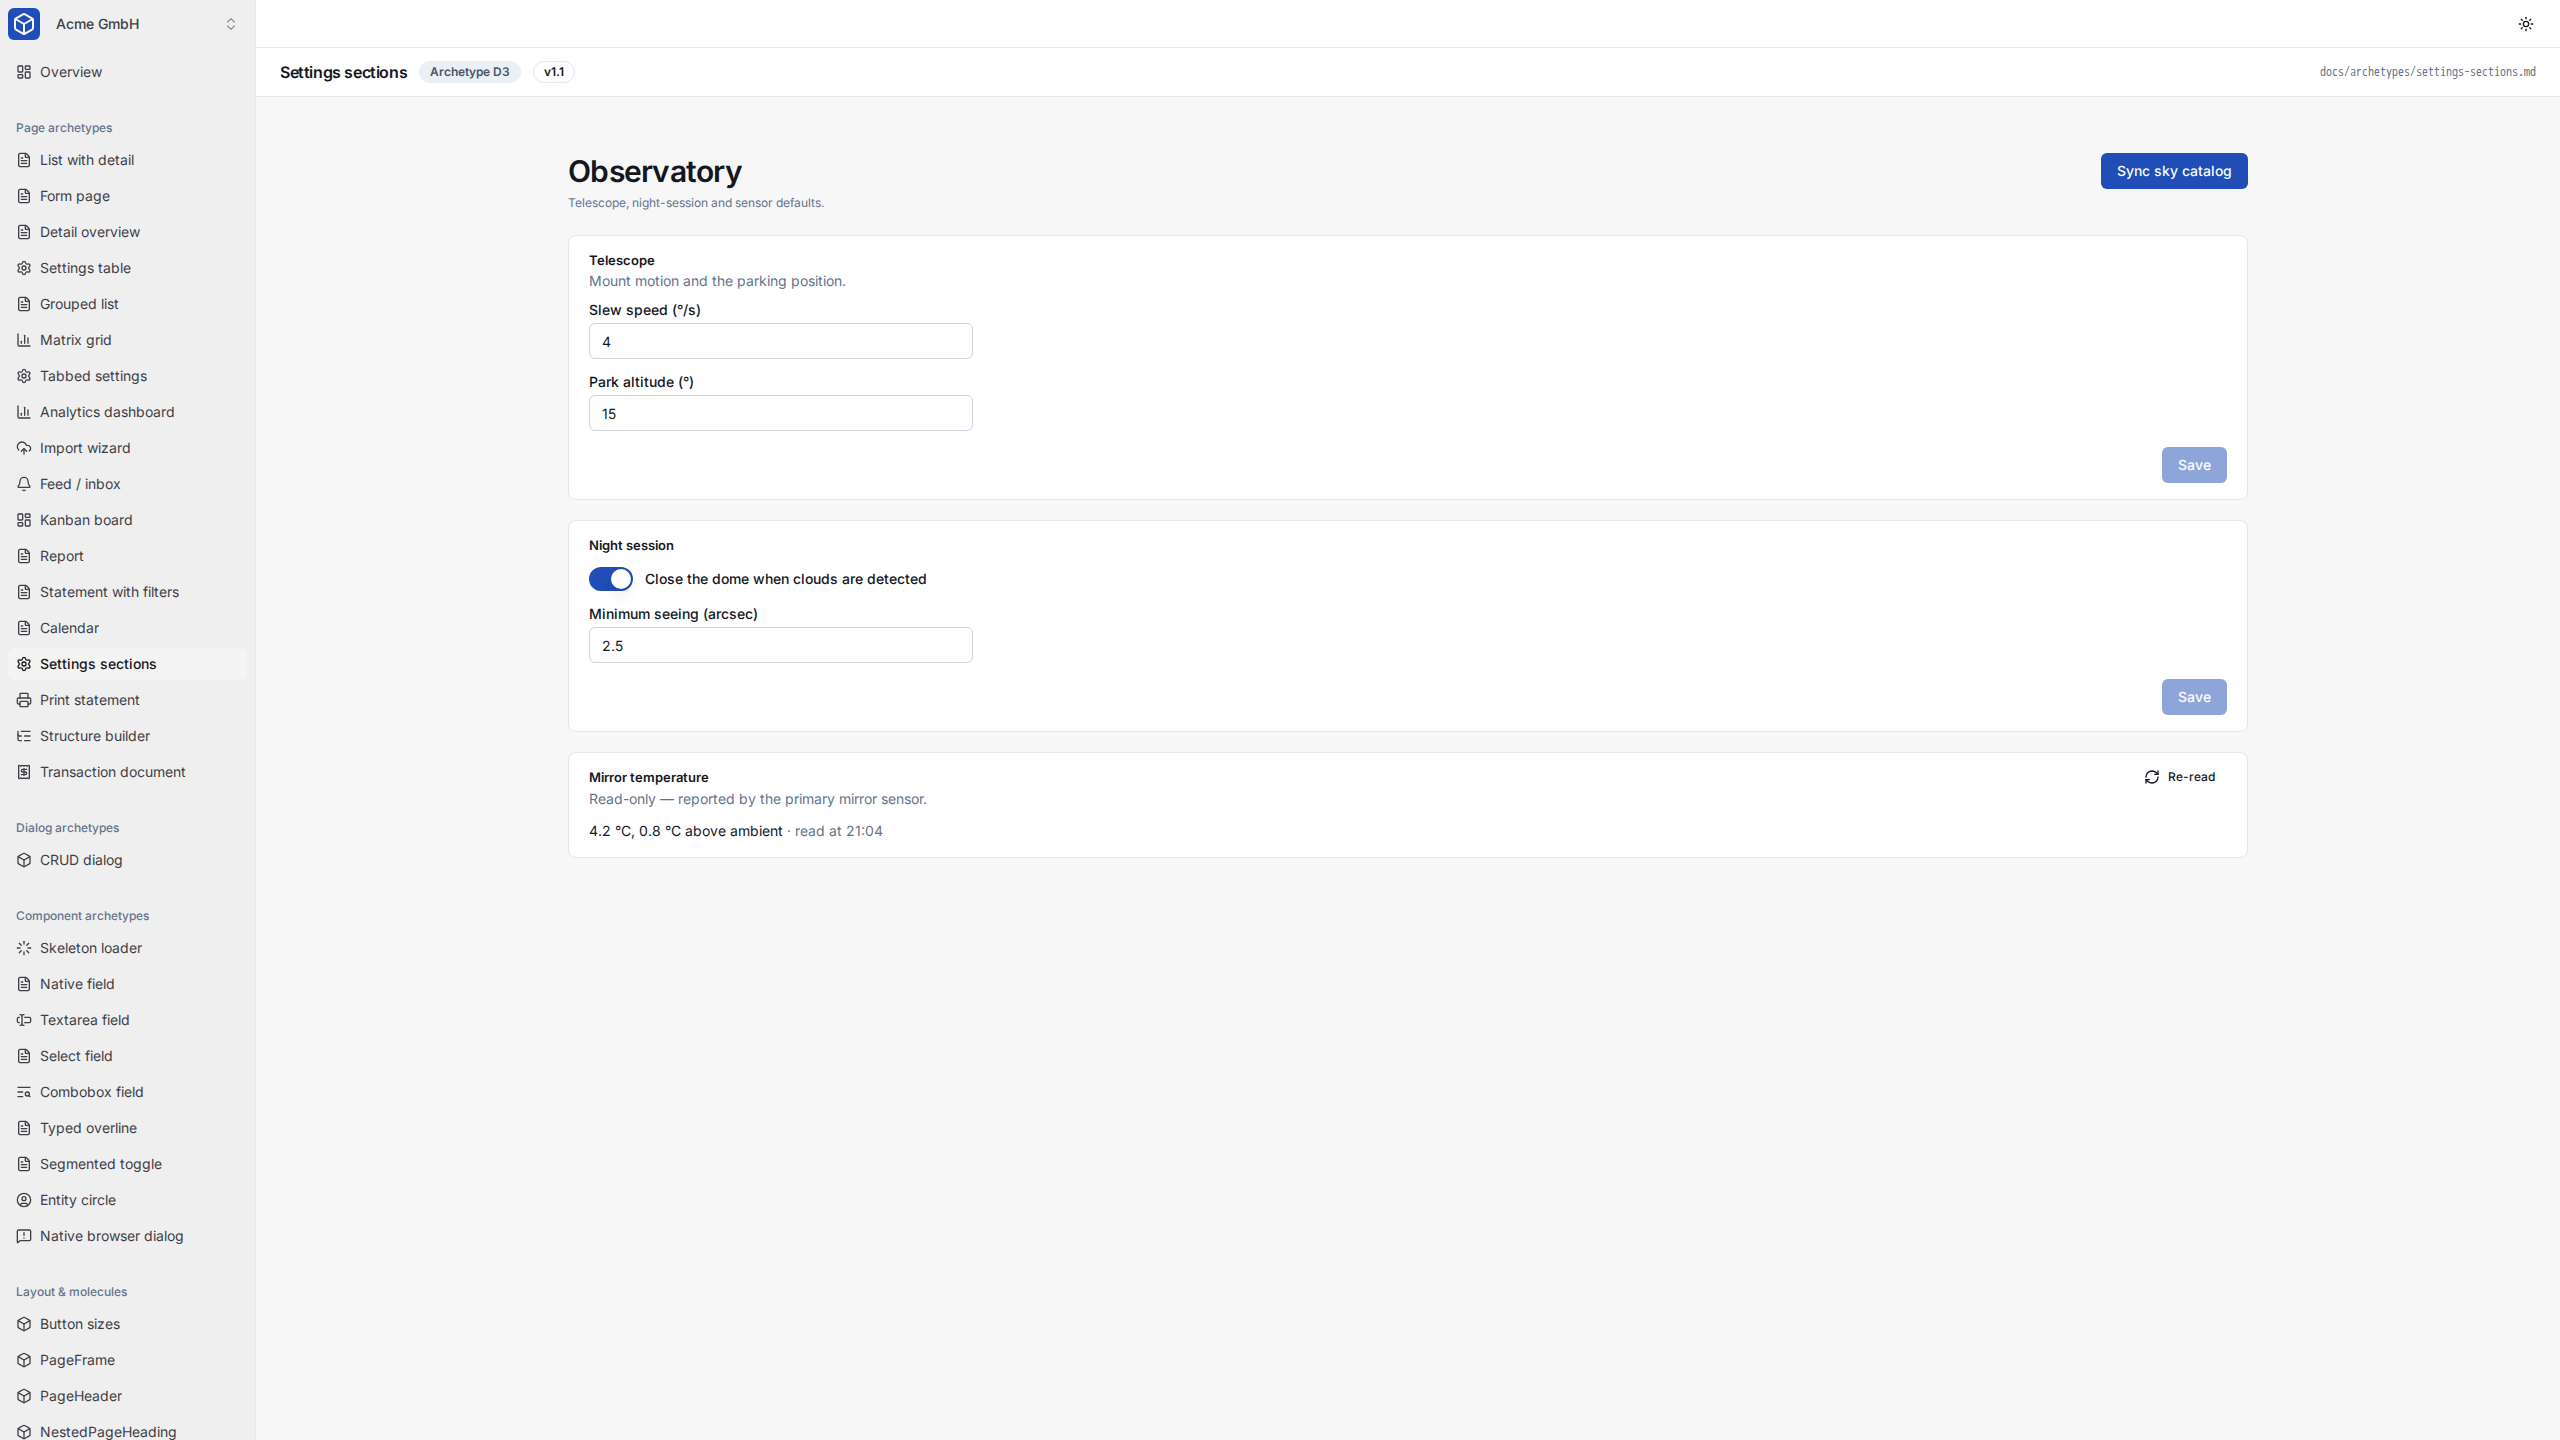 Acme GmbH
Overview
Page archetypes
List with detail
Form page
Detail overview
Settings table
Grouped list
Matrix grid
Tabbed settings
Analytics dashboard
Import wizard
Feed / inbox
Kanban board
Report
Statement with filters
Calendar
Settings sections
Print statement
Structure builder
Transaction document
Dialog archetypes
CRUD dialog
Component archetypes
Skeleton loader
Native field
Textarea field
Select field
Combobox field
Typed overline
Segmented toggle
Entity circle
Native browser dialog
Layout & molecules
Button sizes
PageFrame
PageHeader
NestedPageHeading
Settings sections Archetype D3 v1.1 docs/archetypes/settings-sections.md
Observatory
Sync sky catalog
Telescope, night-session and sensor defaults.
Telescope
Mount motion and the parking position.
Slew speed (°/s)
4
Park altitude (°)
15
Save
Night session
Close the dome when clouds are detected
Minimum seeing (arcsec)
2.5
Save
Mirror temperature
Re-read
Read-only — reported by the primary mirror sensor.
4.2 °C, 0.8 °C above ambient · read at 21:04